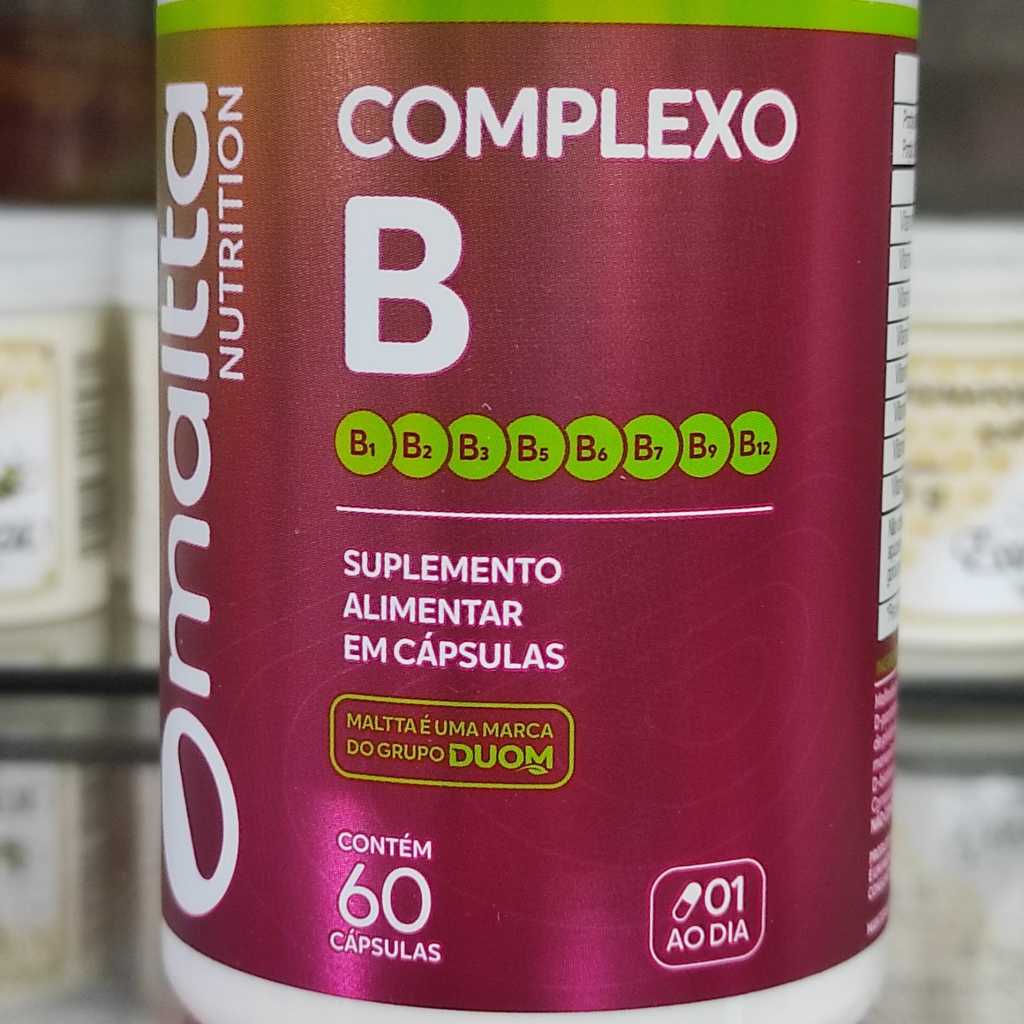 maltta
NUTRITION
COMPLEXO
B
B1 B2 B3 B5 B6 B7 B9 B12
SUPLEMENTO
ALIMENTAR
EM CÁPSULAS
MALTTA É UMA MARCA
DO GRUPO DUOM
CONTÉM
60
CÁPSULAS
01
AO DIA